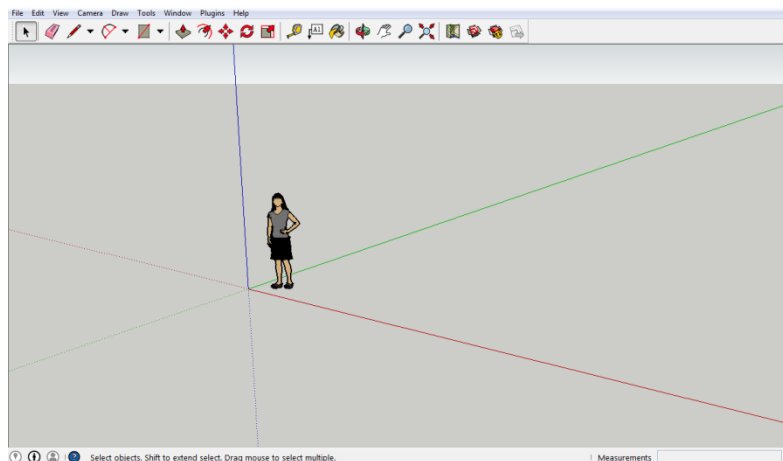 File Edit View Camera Draw Tools Window Plugins Help
A1
Select objects. Shift to extend select. Drag mouse to select multiple.
Measurements